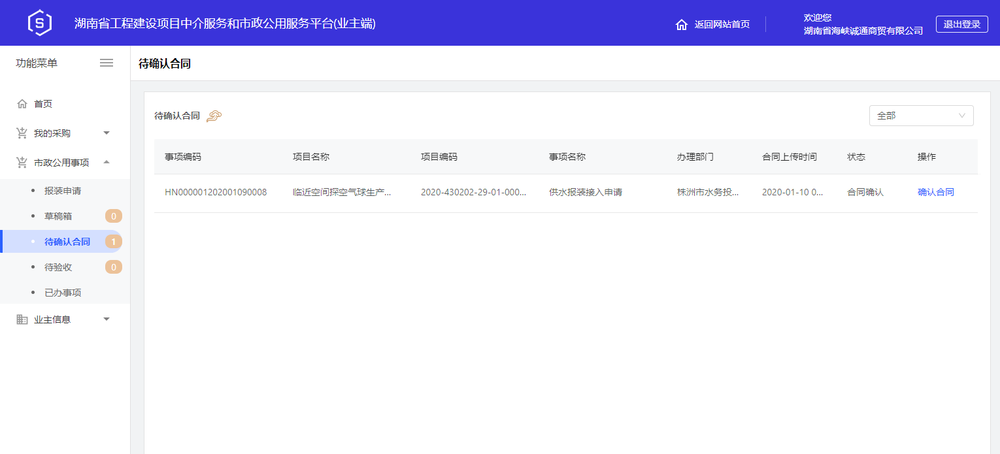 S
湖南省工程建设项目中介服务和市政公用服务平台(业主端)
返回网站首页
欢迎您
湖南省海峡诚通商贸有限公司
退出登录
功能菜单
待确认合同
首页
我的采购
市政公用事项
报装申请
草稿箱 0
待确认合同 1
待验收 0
已办事项
业主信息
待确认合同
全部
事项编码 项目名称 项目编码 事项名称 办理部门 合同上传时间 状态 操作
HN000001202001090008 临近空间探空气球生产... 2020-430202-29-01-000... 供水报装接入申请 株洲市水务投... 2020-01-10 0... 合同确认 确认合同